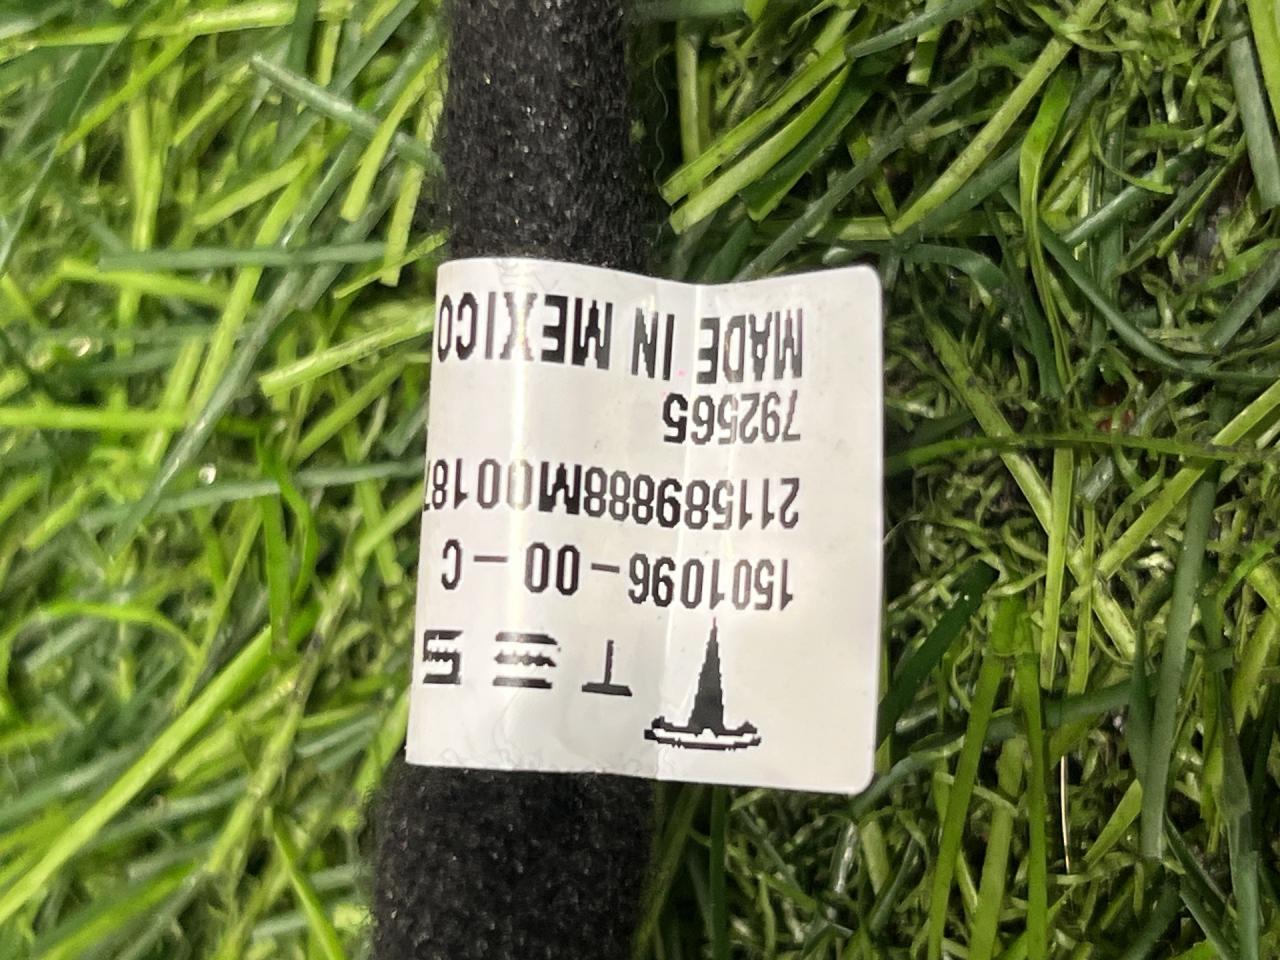 TES
1501096-00-C
211589888M00187
792565
MADE IN MEXICO